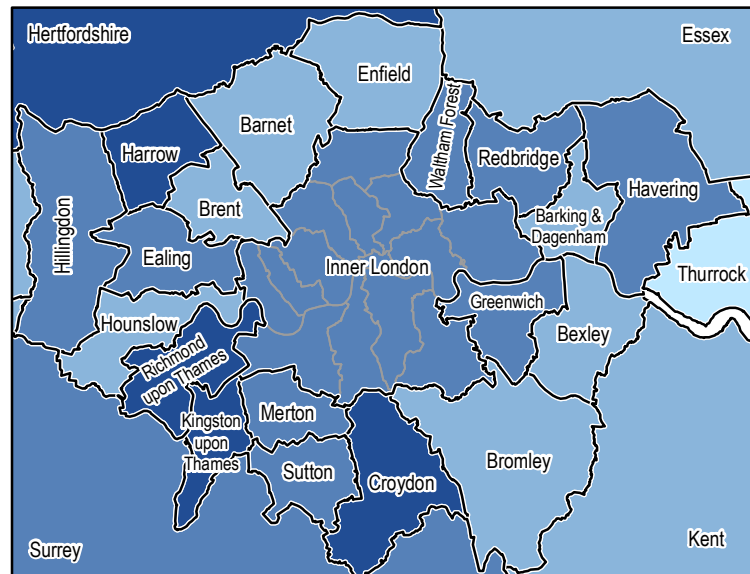 Hertfordshire
Essex
Enfield
Barnet
Waltham Forest
Harrow
Redbridge
Havering
Brent
Barking &
Dagenham
Hillingdon
Ealing
Inner London
Thurrock
Greenwich
Hounslow
Bexley
Richmond
upon Thames
Merton
Kingston
upon
Thames
Bromley
Sutton
Croydon
Kent
Surrey